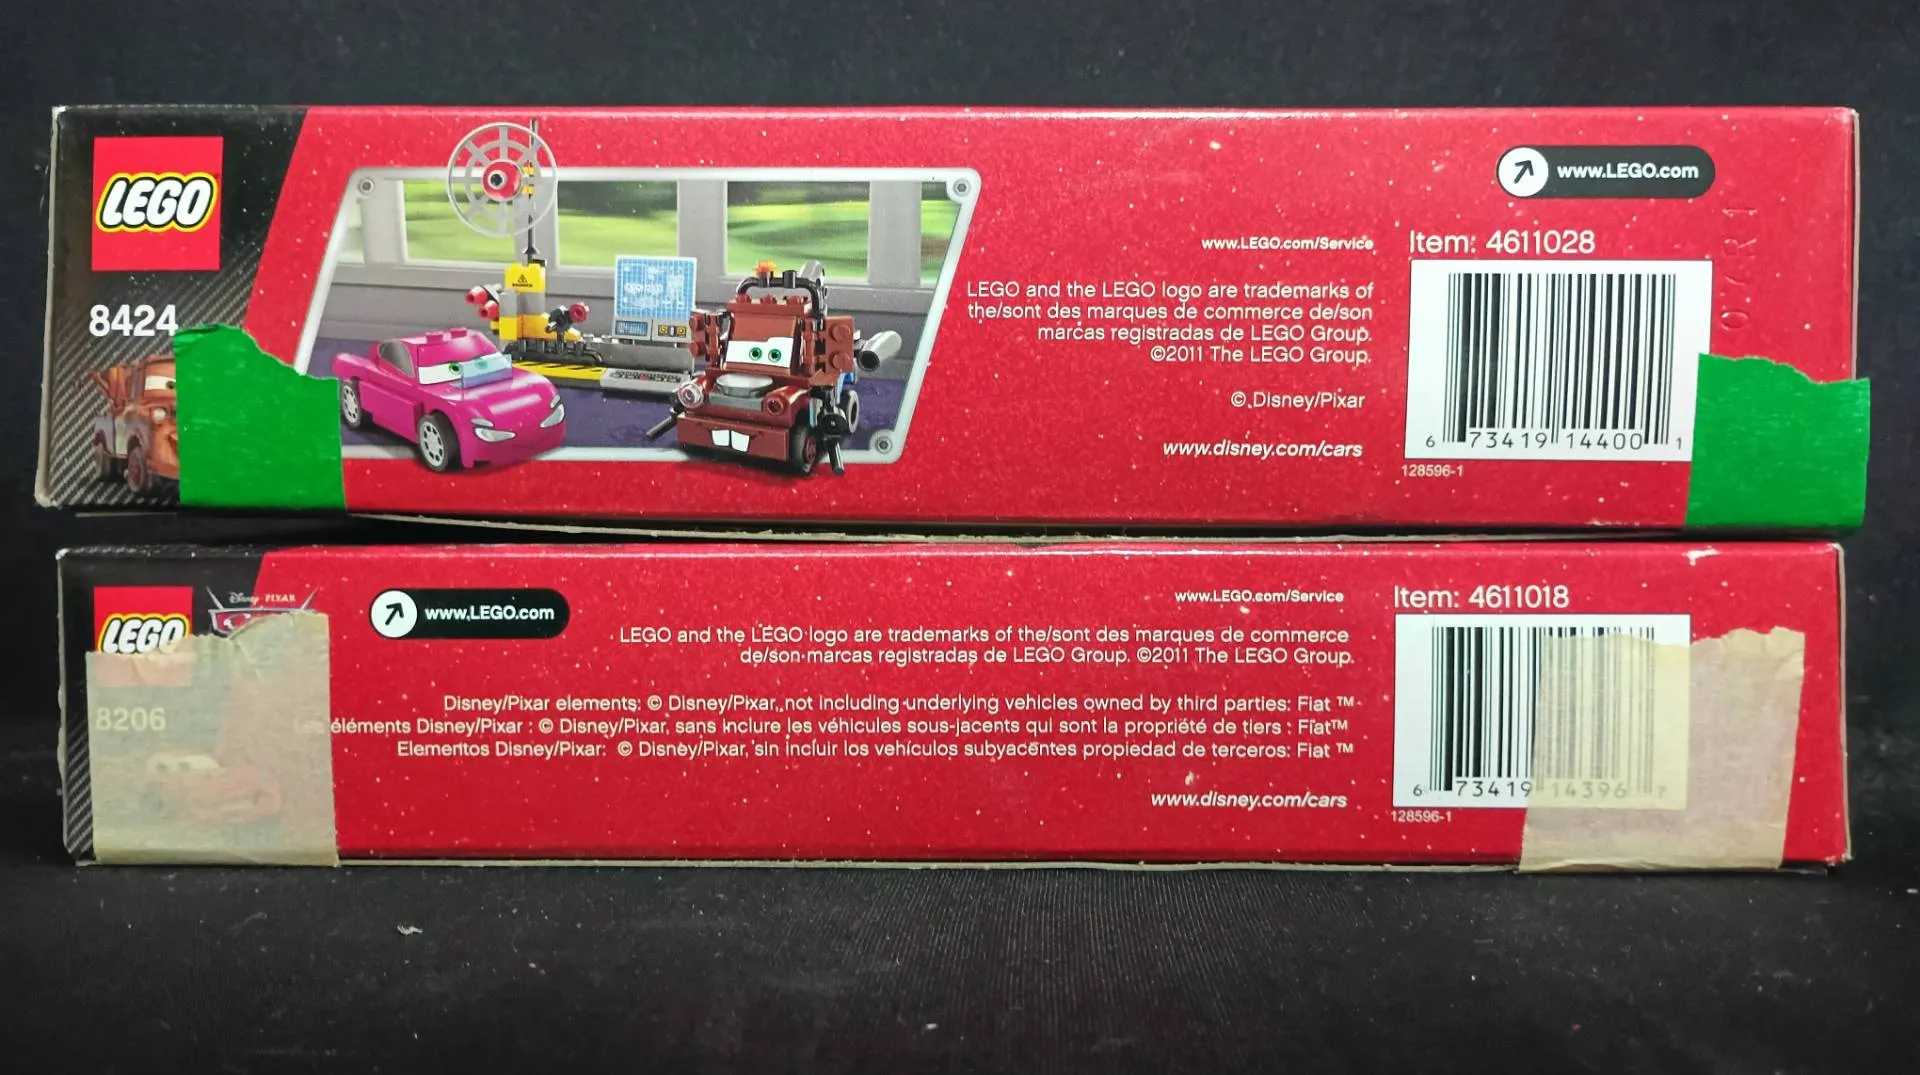 LEGO
8424
www.LEGO.com
www.LEGO.com/Service
Item: 4611028
LEGO and the LEGO logo are trademarks of
the/sont des marques de commerce de/son
marcas registradas de LEGO Group.
©2011 The LEGO Group.
© Disney/Pixar
www.disney.com/cars
6 73419 14400 1
128596-1
LEGO
Disney PIXAR
8206
www.LEGO.com
www.LEGO.com/Service
Item: 4611018
LEGO and the LEGO logo are trademarks of the/sont des marques de commerce
de/son marcas registradas de LEGO Group. ©2011 The LEGO Group.
Disney/Pixar elements: © Disney/Pixar, not including underlying vehicles owned by third parties: Fiat ™
Les éléments Disney/Pixar : © Disney/Pixar, sans inclure les véhicules sous-jacents qui sont la propriété de tiers : Fiat™
Elementos Disney/Pixar: © Disney/Pixar, sin incluir los vehículos subyacentes propiedad de terceros: Fiat ™
www.disney.com/cars
6 73419 14396 7
128596-1